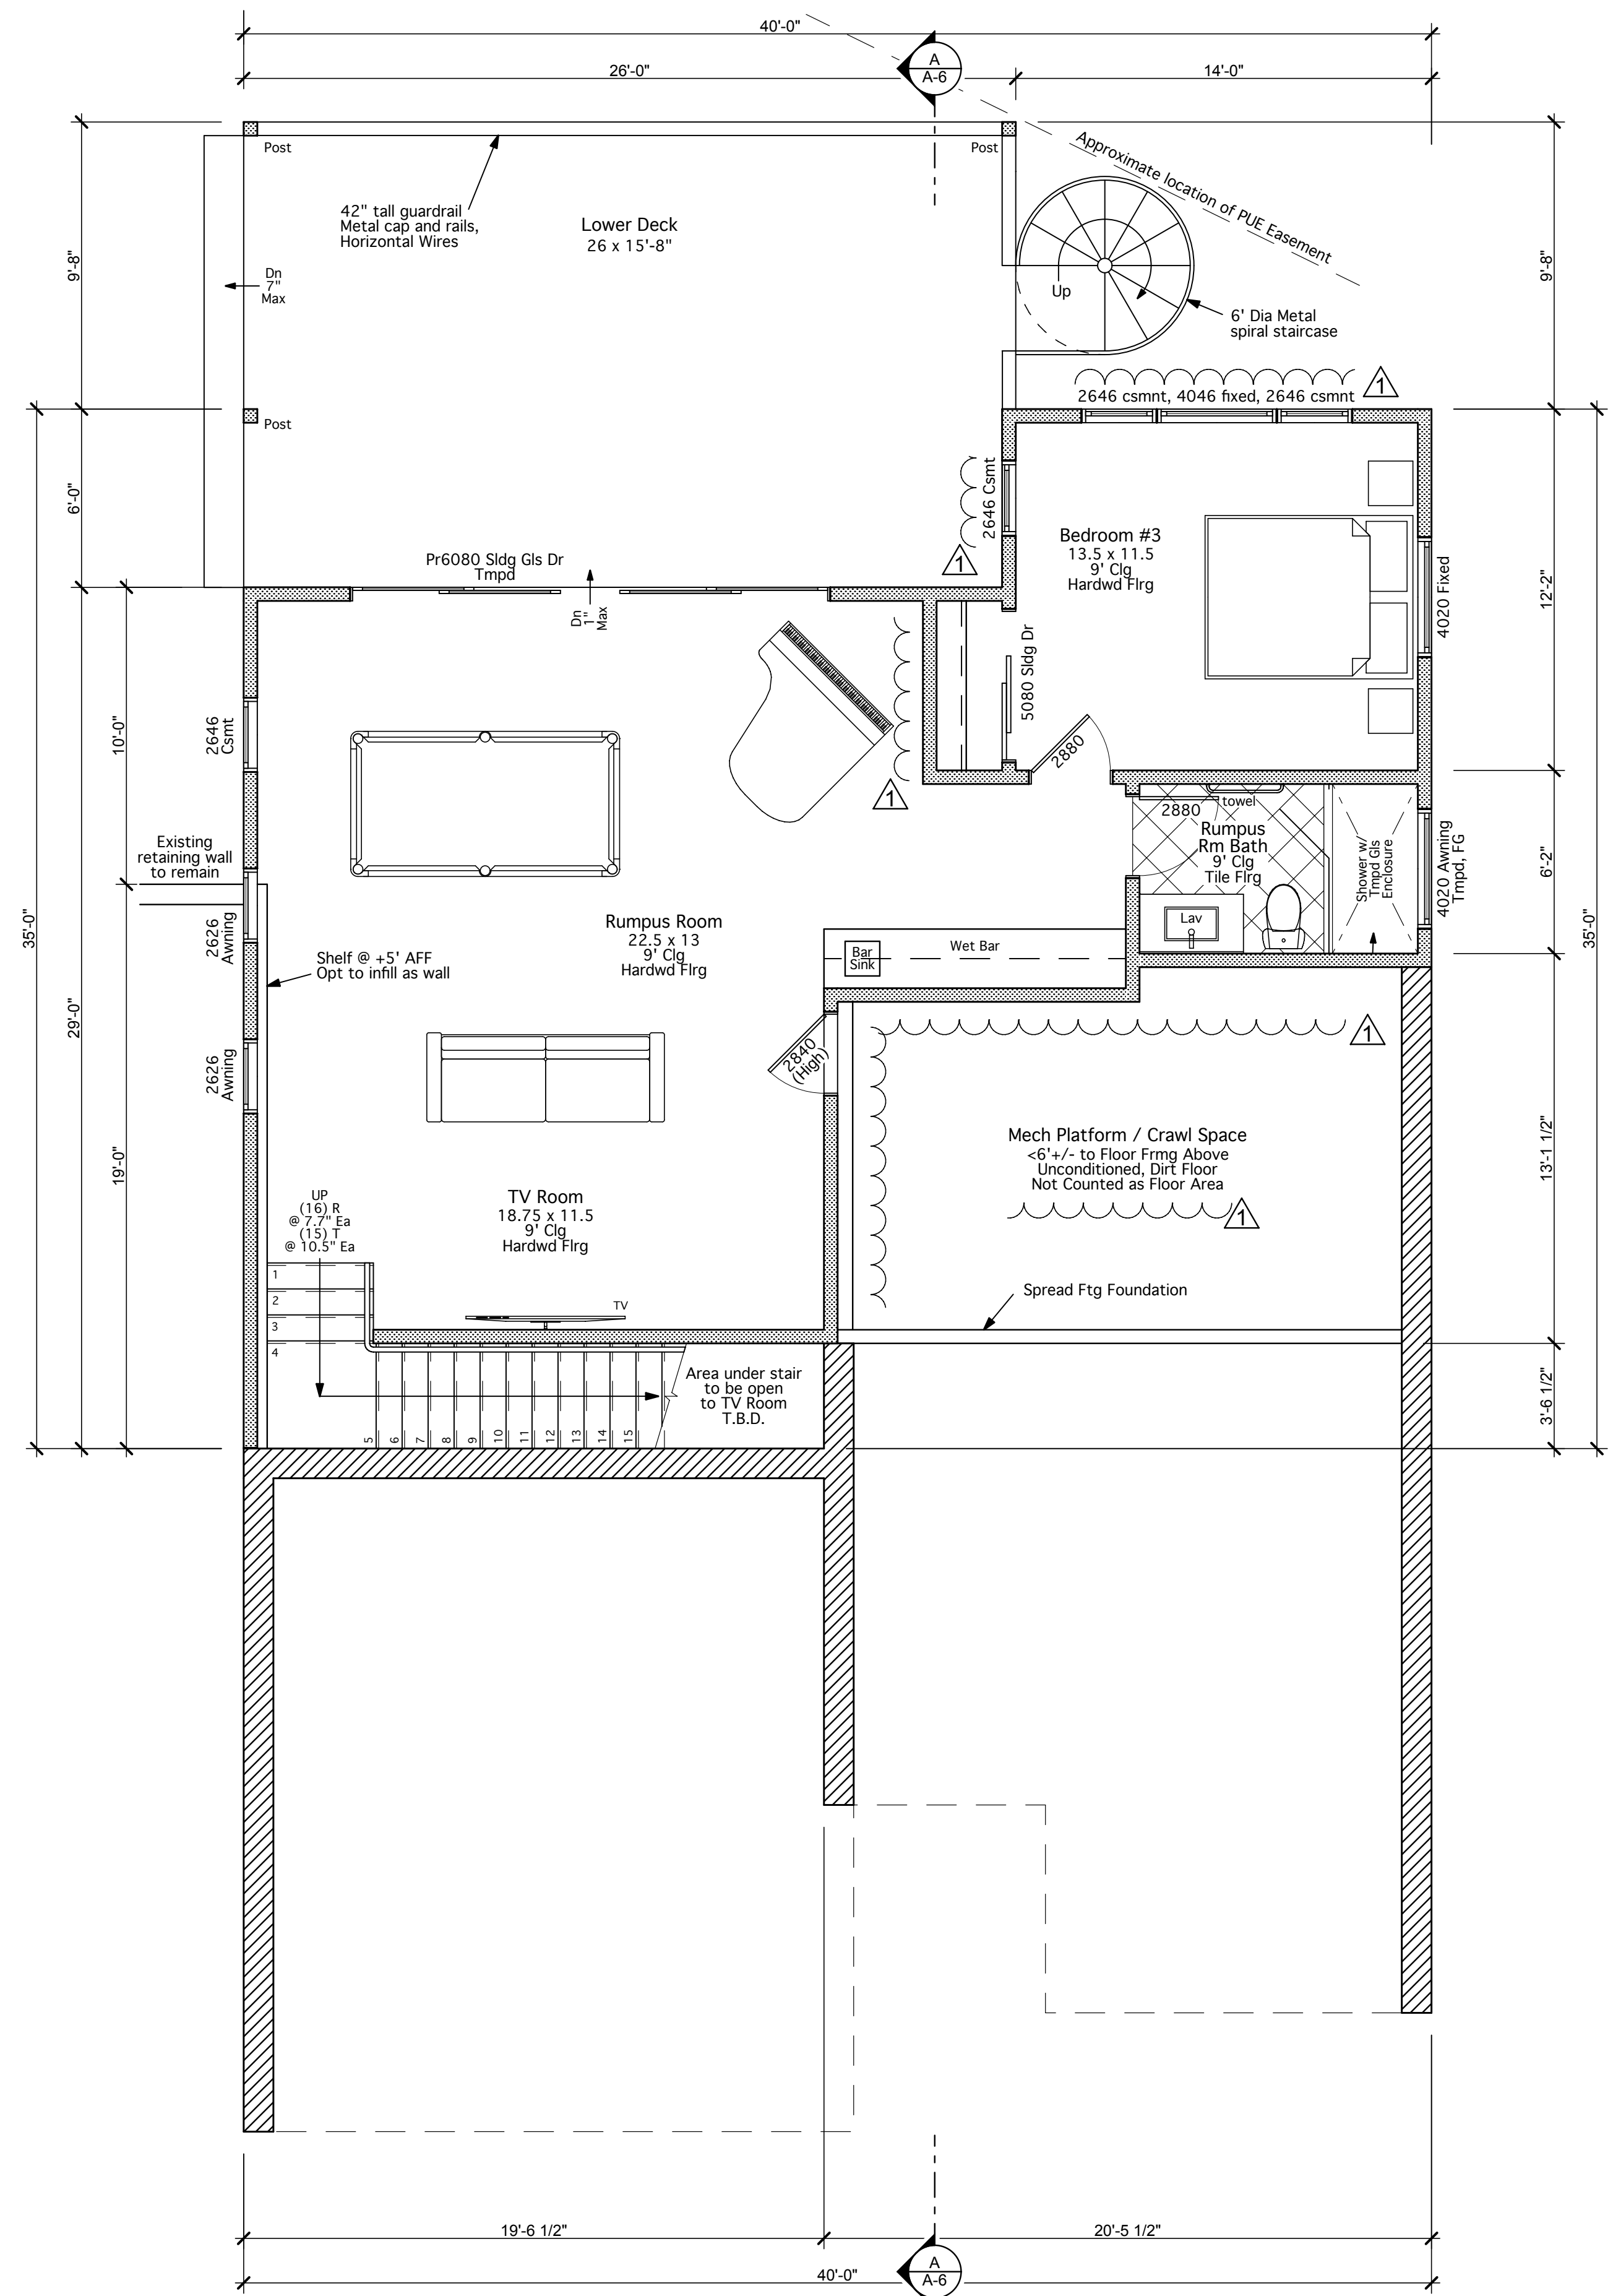 40'-0"
26'-0"
A
A-6
14'-0"
Post
Post
Approximate location of PUE Easement
42" tall guardrail
Metal cap and rails,
Horizontal Wires
Lower Deck
26 x 15'-8"
9'-8"
9'-8"
Dn
7"
Max
Up
6' Dia Metal
spiral staircase
2646 csmnt, 4046 fixed, 2646 csmnt
1
Post
6'-0"
2646 Csmt
1
Bedroom #3
13.5 x 11.5
9' Clg
Hardwd Flrg
Pr6080 Sldg Gls Dr
Tmpd
Dn
1"
Max
4020 Fixed
12'-2"
5080 Sldg Dr
2880
10'-0"
2646
Csmt
1
Existing
retaining wall
to remain
2880
towel
Rumpus
Rm Bath
9' Clg
Tile Flrg
Shower w/
Tmpd Gls
Enclosure
4020 Awning
Tmpd, FG
6'-2"
Lav
35'-0"
35'-0"
2626
Awning
Rumpus Room
22.5 x 13
9' Clg
Hardwd Flrg
Bar
Sink
Wet Bar
Shelf @ +5' AFF
Opt to infill as wall
29'-0"
2626
Awning
2840
(High)
1
19'-0"
Mech Platform / Crawl Space
<6'+/- to Floor Frmg Above
Unconditioned, Dirt Floor
Not Counted as Floor Area
1
13'-1 1/2"
UP
(16) R
@ 7.7" Ea
(15) T
@ 10.5" Ea
TV Room
18.75 x 11.5
9' Clg
Hardwd Flrg
Spread Ftg Foundation
TV
1
2
3
4
5
6
7
8
9
10
11
12
13
14
15
Area under stair
to be open
to TV Room
T.B.D.
3'-6 1/2"
19'-6 1/2"
20'-5 1/2"
40'-0"
A
A-6